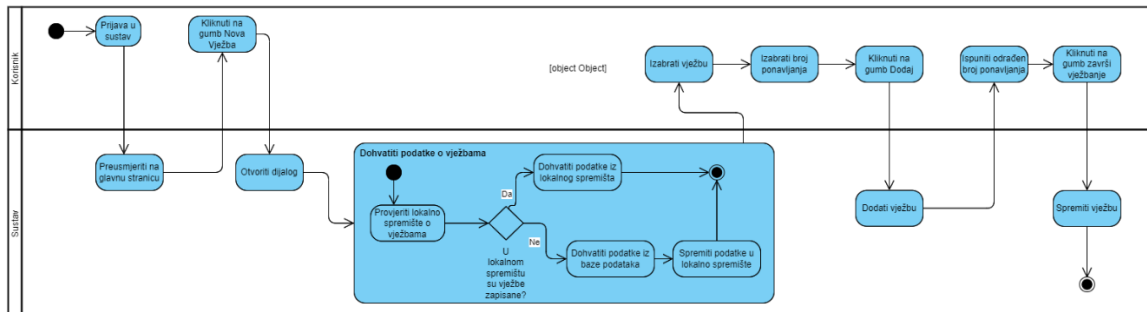 Korisnik
Prijava u
sustav
Kliknuti na
gumb Nova
Vježba
[object Object]
Izabrati vježbu
Izabrati broj
ponavljanja
Kliknuti na
gumb Dodaj
Ispuniti odrađen
broj ponavljanja
Kliknuti na
gumb završi
vježbanje
Sustav
Preusmjeriti na
glavnu stranicu
Otvoriti dijalog
Dohvatiti podatke o vježbama
Provjeriti lokalno
spremište o
vježbama
Da
Dohvatiti podatke iz
lokalnog spremišta
Ne
U
lokalnom
spremištu
su vježbe
zapisane?
Dohvatiti podatke iz
baze podataka
Spremiti podatke u
lokalno spremište
Dodati vježbu
Spremiti vježbu